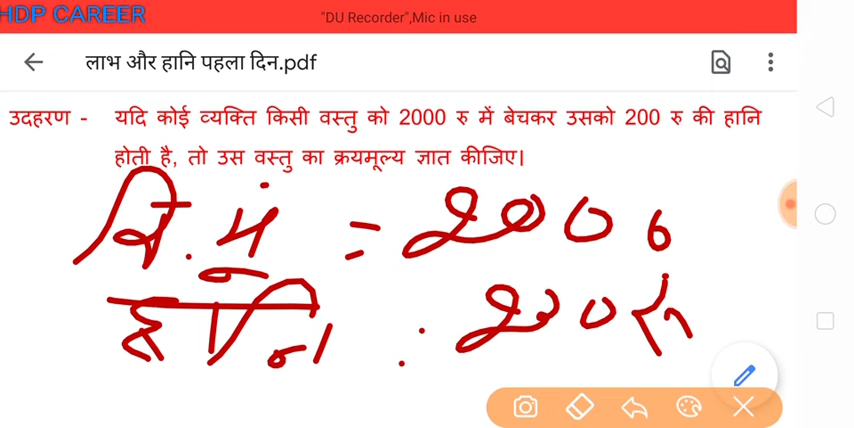 HDP CAREER
"DU Recorder",Mic in use
लाभ और हानि पहला दिन.pdf
उदहरण - यदि कोई व्यक्ति किसी वस्तु को 2000 रु में बेचकर उसको 200 रु की हानि
होती है, तो उस वस्तु का क्रयमूल्य ज्ञात कीजिए।
वि. मू = 2000
हानि : 200 रु